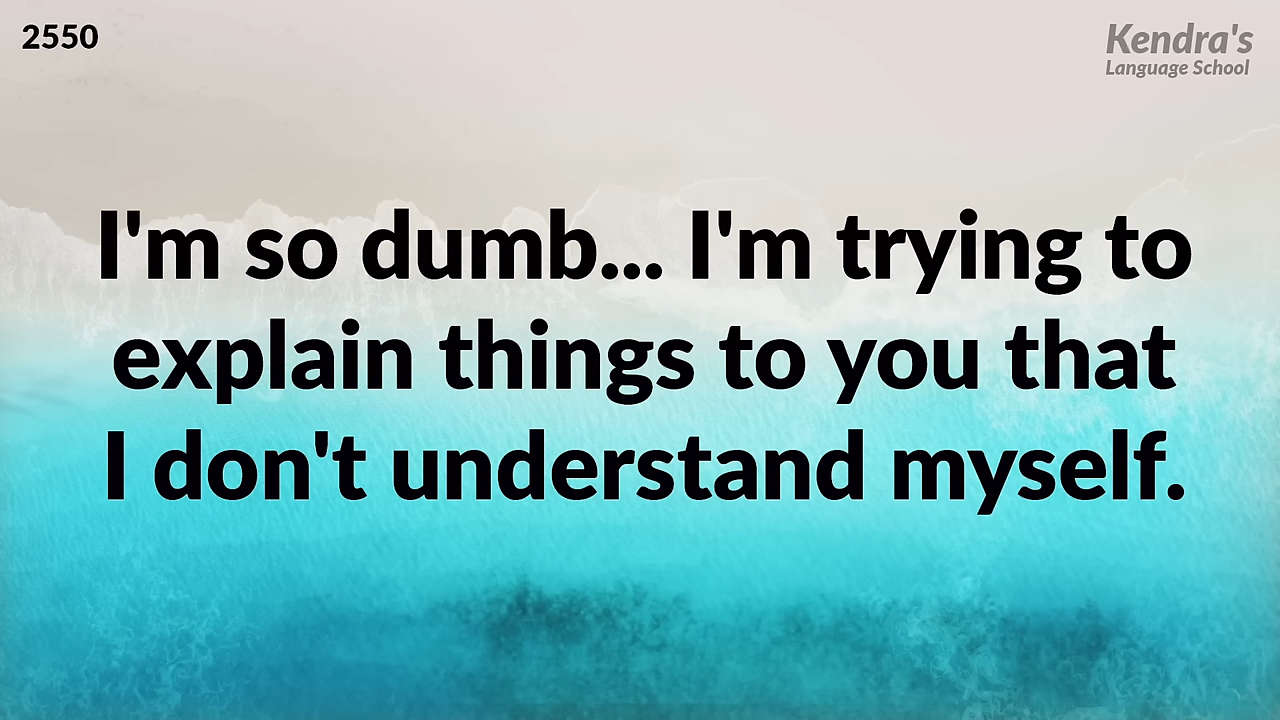 2550
Kendra's
Language School
I'm so dumb... I'm trying to
explain things to you that
I don't understand myself.